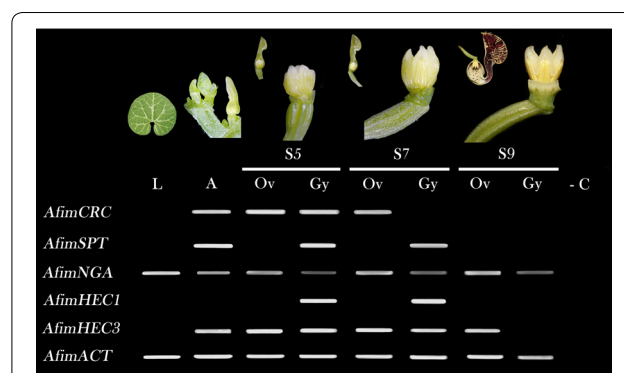 S5 S7 S9
L A Ov Gy Ov Gy Ov Gy - C
AfimCRC
AfimSPT
AfimNGA
AfimHEC1
AfimHEC3
AfimACT